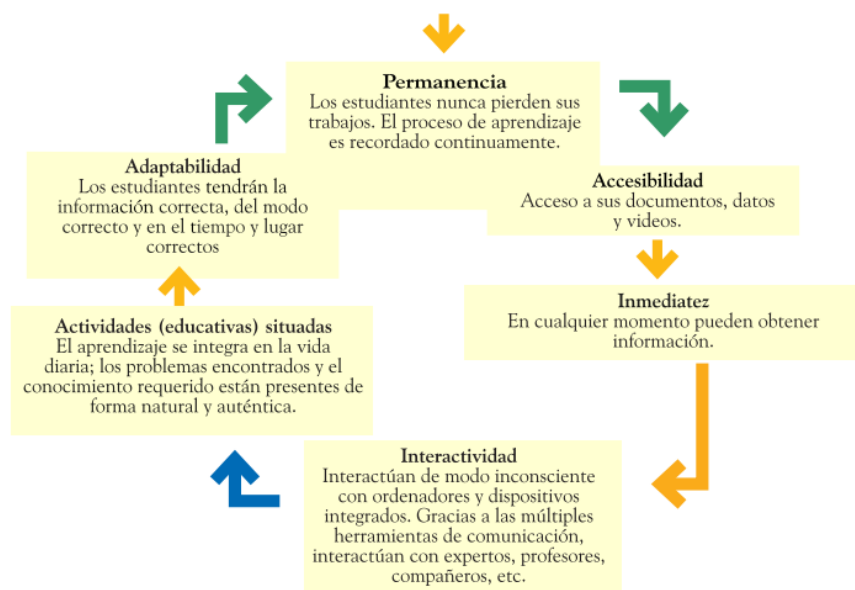 Permanencia
Los estudiantes nunca pierden sus
trabajos. El proceso de aprendizaje
es recordado continuamente.
Accesibilidad
Acceso a sus documentos, datos
y videos.
Inmediatez
En cualquier momento pueden obtener
información.
Interactividad
Interactúan de modo inconsciente
con ordenadores y dispositivos
integrados. Gracias a las múltiples
herramientas de comunicación,
interactúan con expertos, profesores,
compañeros, etc.
Actividades (educativas) situadas
El aprendizaje se integra en la vida
diaria; los problemas encontrados y el
conocimiento requerido están presentes de
forma natural y auténtica.
Adaptabilidad
Los estudiantes tendrán la
información correcta, del modo
correcto y en el tiempo y lugar
correctos